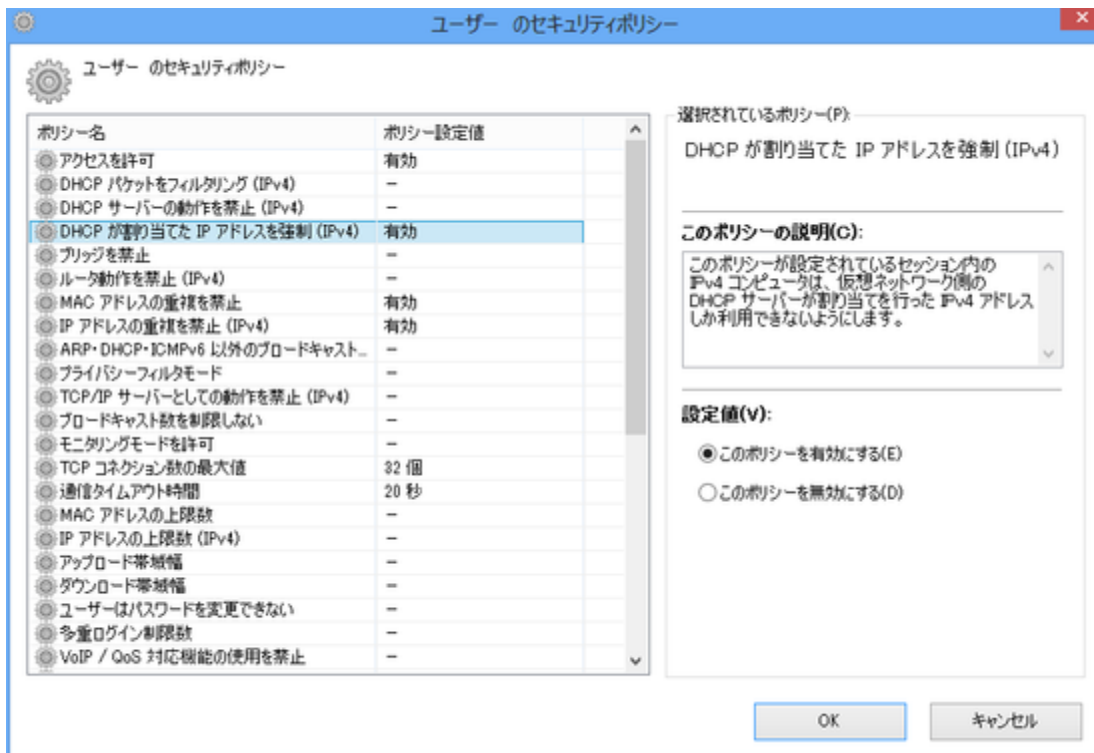 ユーザー のセキュリティポリシー
ユーザー のセキュリティポリシー
ポリシー名 ポリシー設定値
アクセスを許可 有効
DHCP パケットをフィルタリング (IPv4) －
DHCP サーバーの動作を禁止 (IPv4) －
DHCP が割り当てた IP アドレスを強制 (IPv4) 有効
ブリッジを禁止 －
ルータ動作を禁止 (IPv4) －
MAC アドレスの重複を禁止 有効
IP アドレスの重複を禁止 (IPv4) 有効
ARP・DHCP・ICMPv6 以外のブロードキャスト... －
プライバシーフィルタモード －
TCP/IP サーバーとしての動作を禁止 (IPv4) －
ブロードキャスト数を制限しない －
モニタリングモードを許可 －
TCP コネクション数の最大値 32 個
通信タイムアウト時間 20 秒
MAC アドレスの上限数 －
IP アドレスの上限数 (IPv4) －
アップロード帯域幅 －
ダウンロード帯域幅 －
ユーザーはパスワードを変更できない －
多重ログイン制限数 －
VoIP / QoS 対応機能の使用を禁止 －
選択されているポリシー(P):
DHCP が割り当てた IP アドレスを強制 (IPv4)
このポリシーの説明(C):
このポリシーが設定されているセッション内の
IPv4 コンピュータは、仮想ネットワーク側の
DHCP サーバーが割り当てを行った IPv4 アドレス
しか利用できないようにします。
設定値(V):
このポリシーを有効にする(E)
このポリシーを無効にする(D)
OK キャンセル